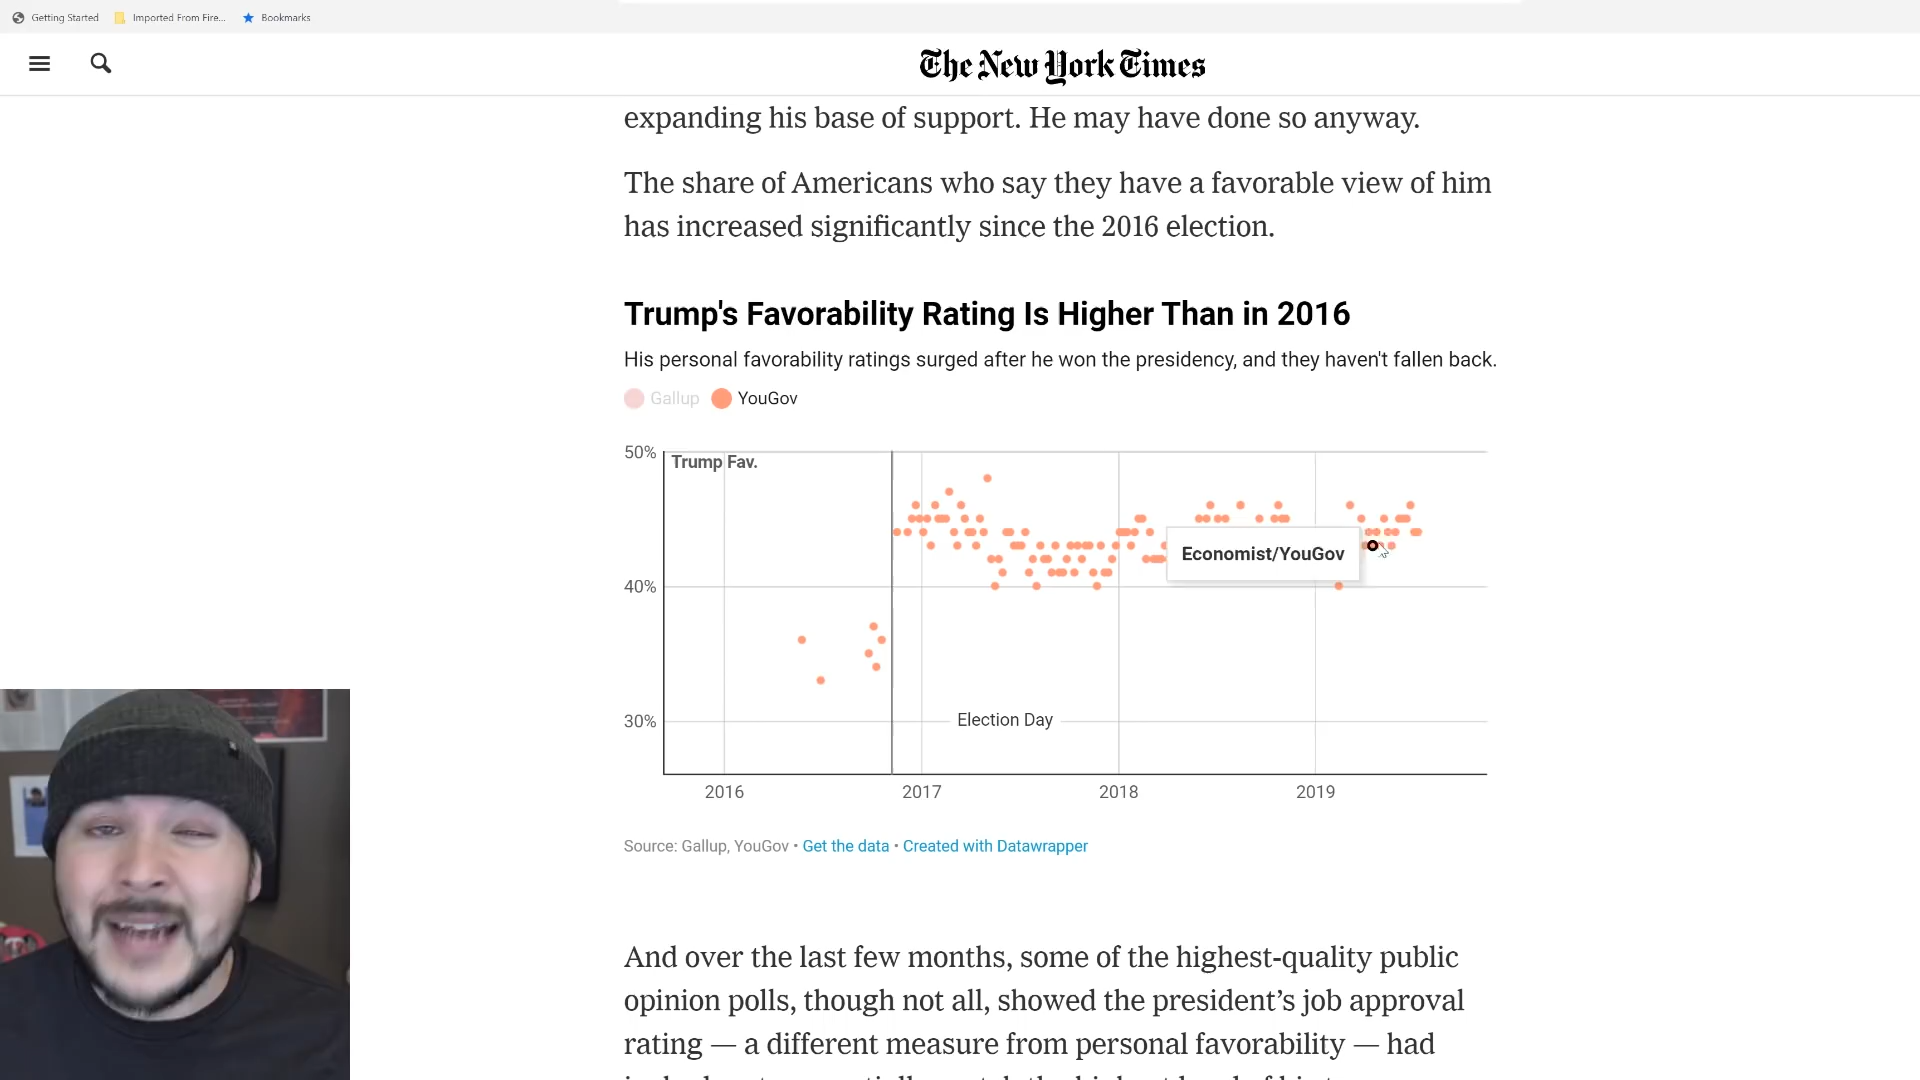 Getting Started
Imported From Fire...
Bookmarks
The New York Times
expanding his base of support. He may have done so anyway.
The share of Americans who say they have a favorable view of him
has increased significantly since the 2016 election.
Trump's Favorability Rating Is Higher Than in 2016
His personal favorability ratings surged after he won the presidency, and they haven't fallen back.
Gallup YouGov
50%
Trump Fav.
Economist/YouGov
40%
30%
Election Day
2016 2017 2018 2019
Source: Gallup, YouGov • Get the data • Created with Datawrapper
And over the last few months, some of the highest-quality public
opinion polls, though not all, showed the president’s job approval
rating — a different measure from personal favorability — had